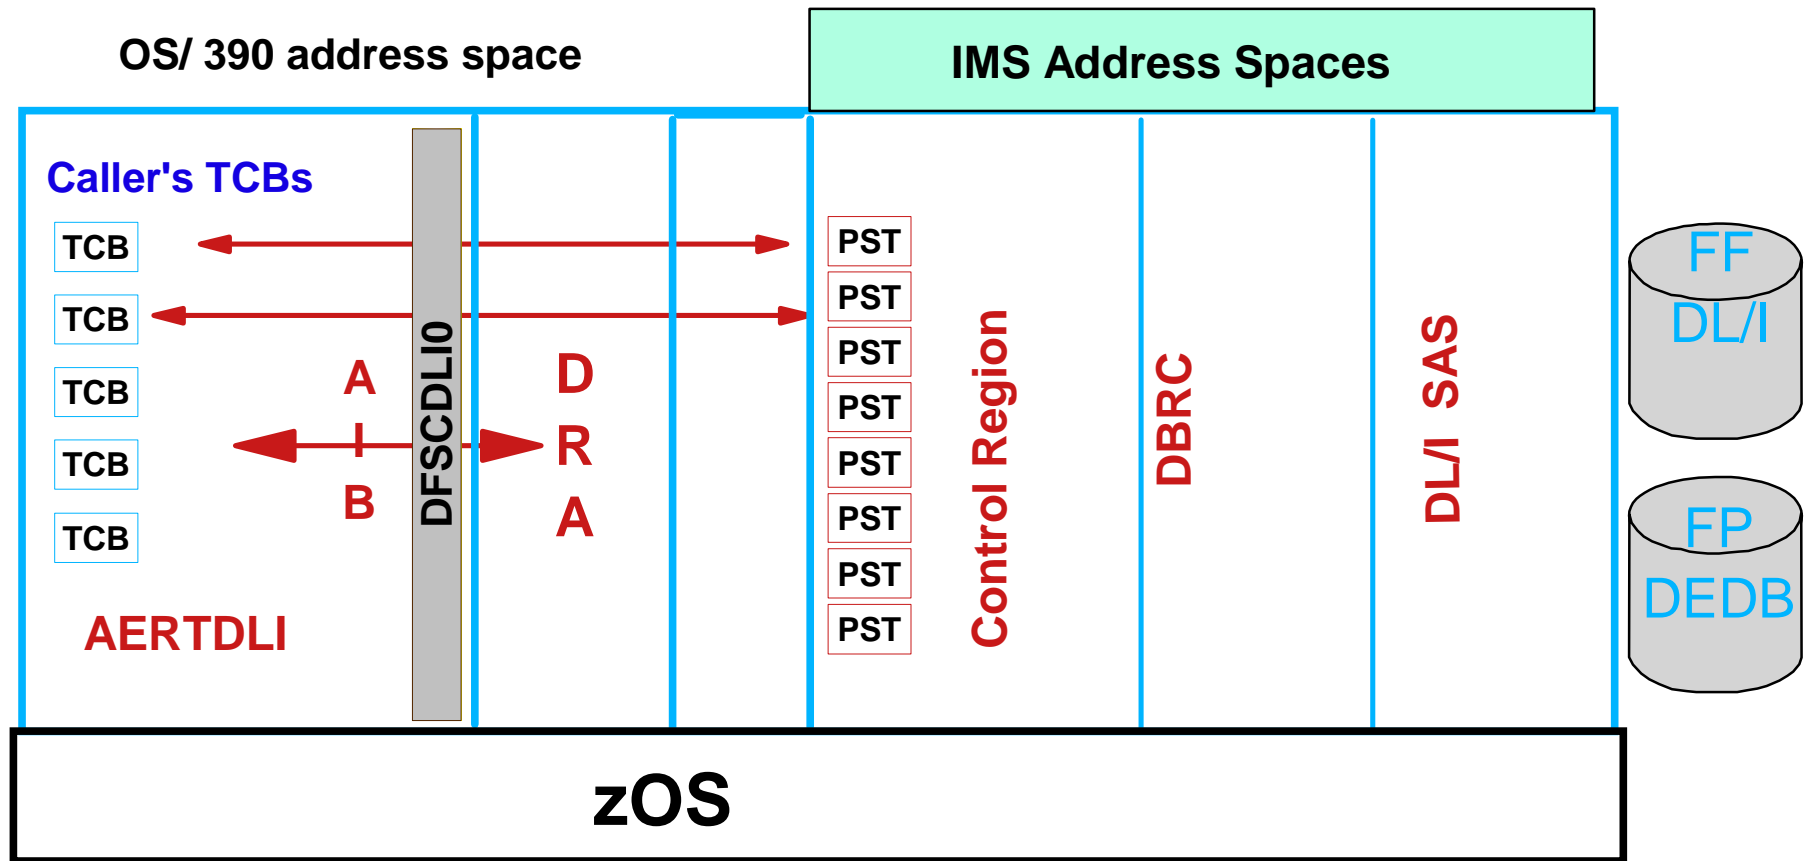 OS/ 390 address space
IMS Address Spaces
Caller's TCBs
TCB
TCB
TCB
TCB
TCB
AERTDLI
A
I
B
DFSCDLI0
D
R
A
PST
PST
PST
PST
PST
PST
PST
PST
Control Region
DBRC
DL/I SAS
FF
DL/I
FP
DEDB
zOS